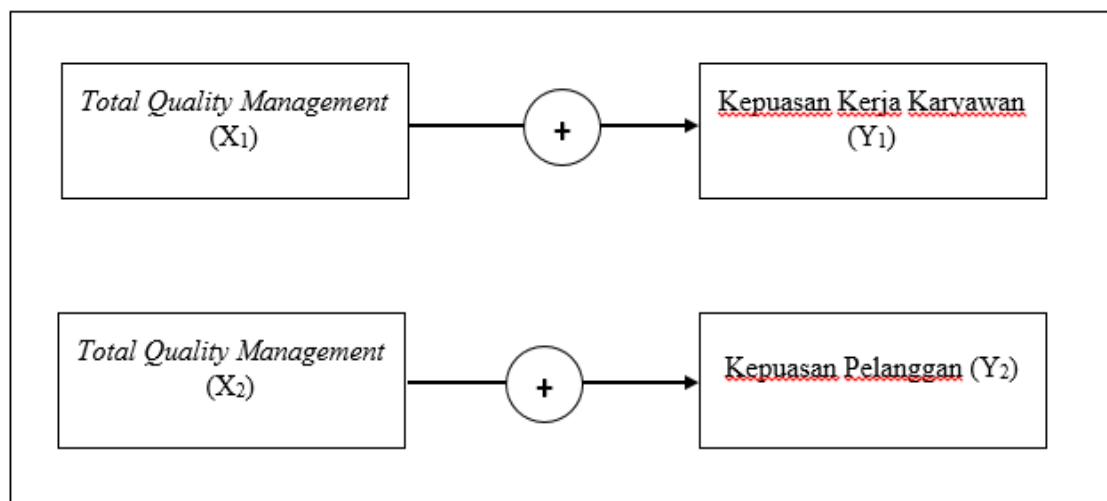 Total Quality Management
(X₁)
+
Kepuasan Kerja Karyawan
(Y₁)
Total Quality Management
(X₂)
+
Kepuasan Pelanggan (Y₂)